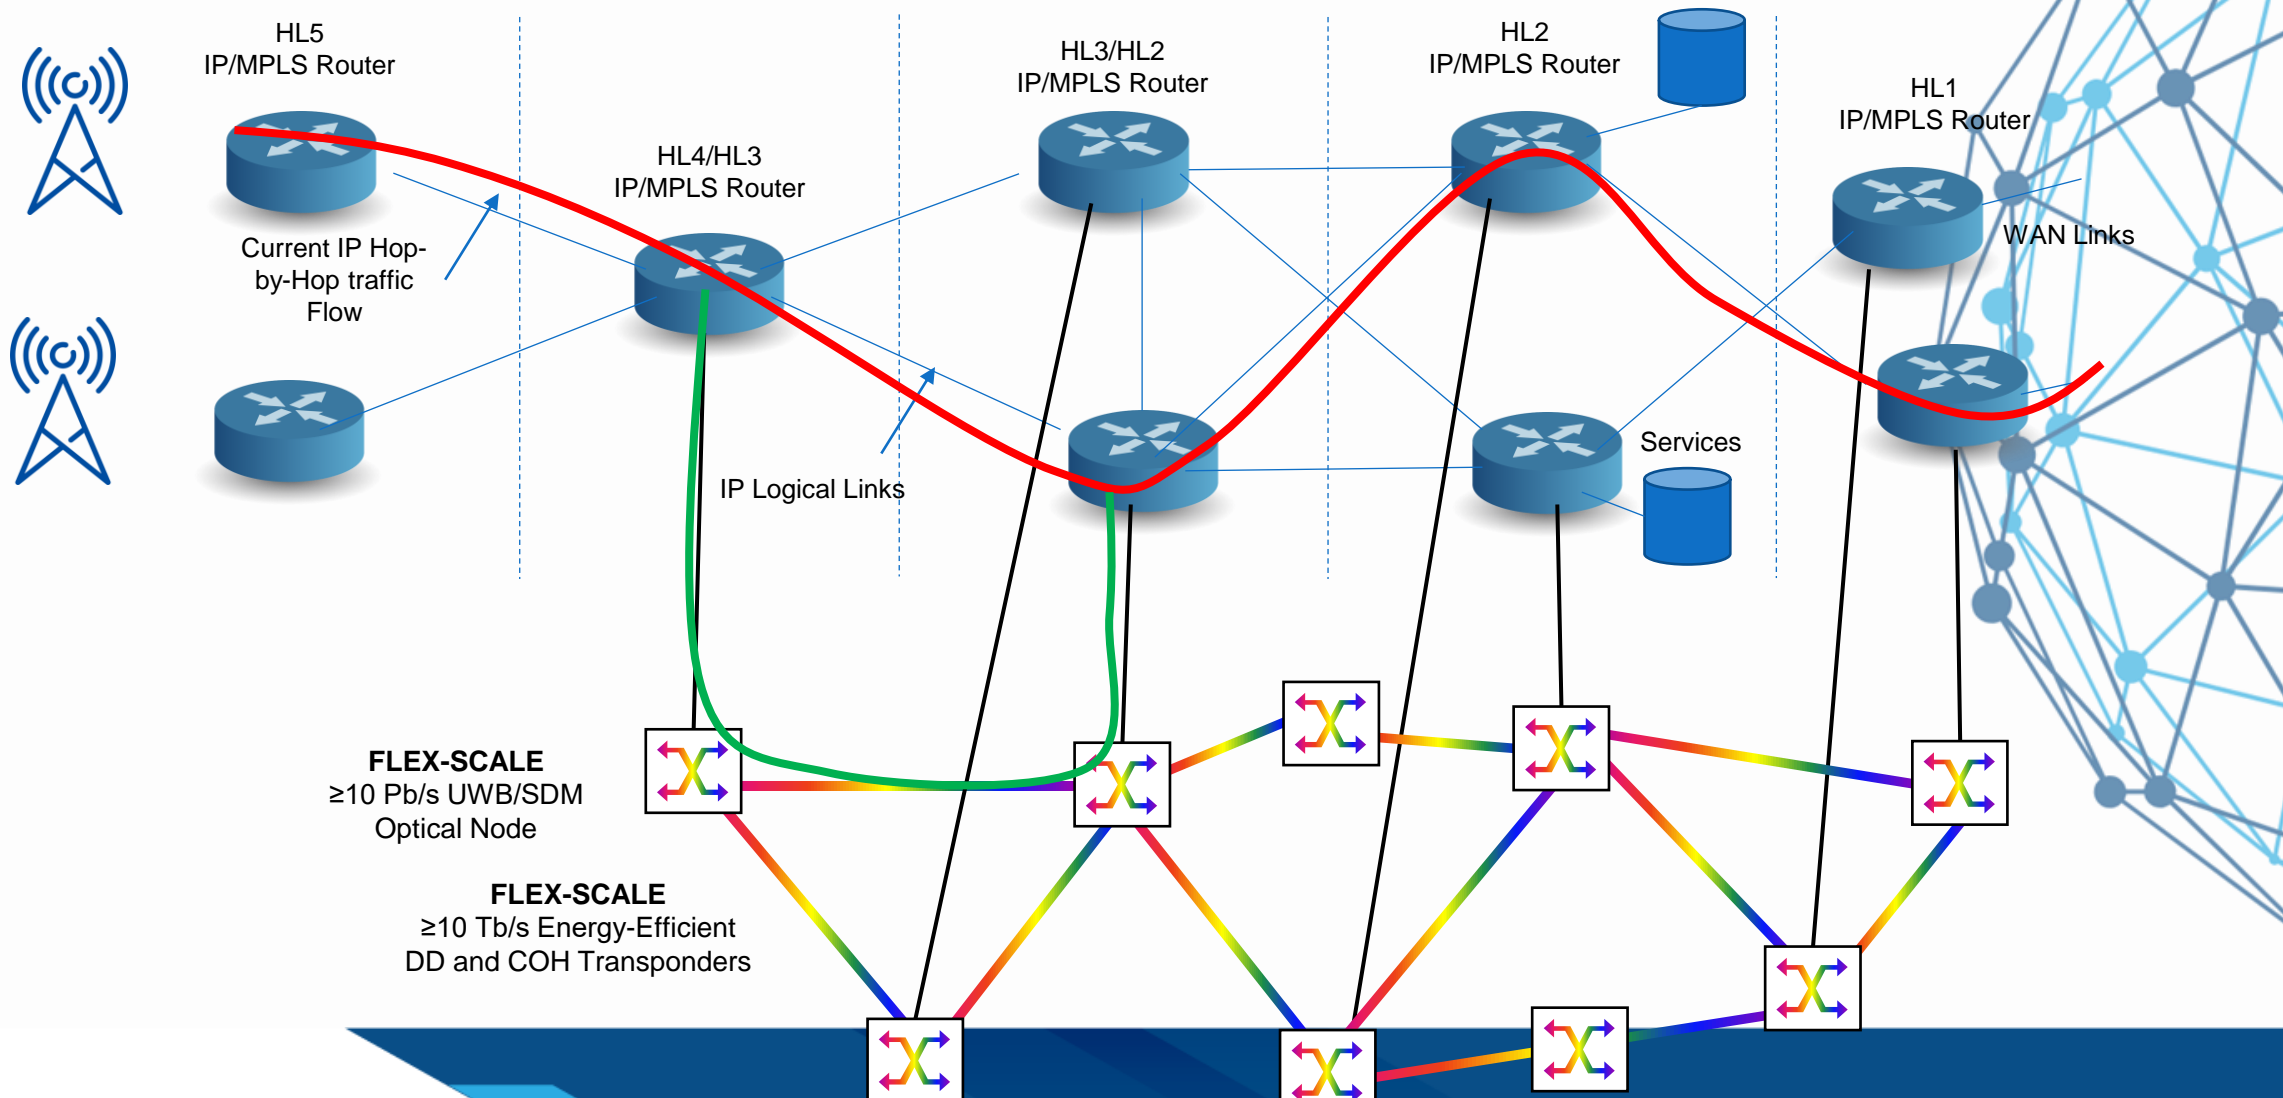 HL5
IP/MPLS Router
HL4/HL3
IP/MPLS Router
HL3/HL2
IP/MPLS Router
HL2
IP/MPLS Router
HL1
IP/MPLS Router
WAN Links
Current IP Hop-
by-Hop traffic
Flow
IP Logical Links
Services
FLEX-SCALE
≥10 Pb/s UWB/SDM
Optical Node
FLEX-SCALE
≥10 Tb/s Energy-Efficient
DD and COH Transponders